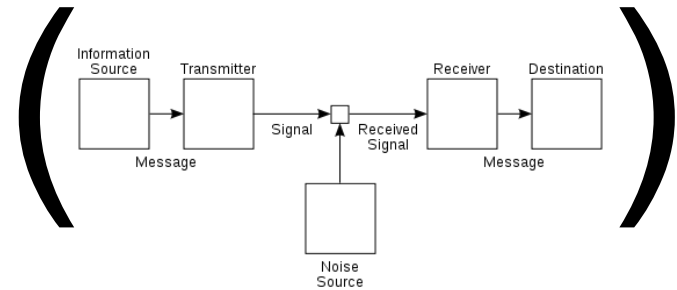 Information
Source
Transmitter
Receiver
Destination
Signal
Received
Signal
Message
Message
Noise
Source